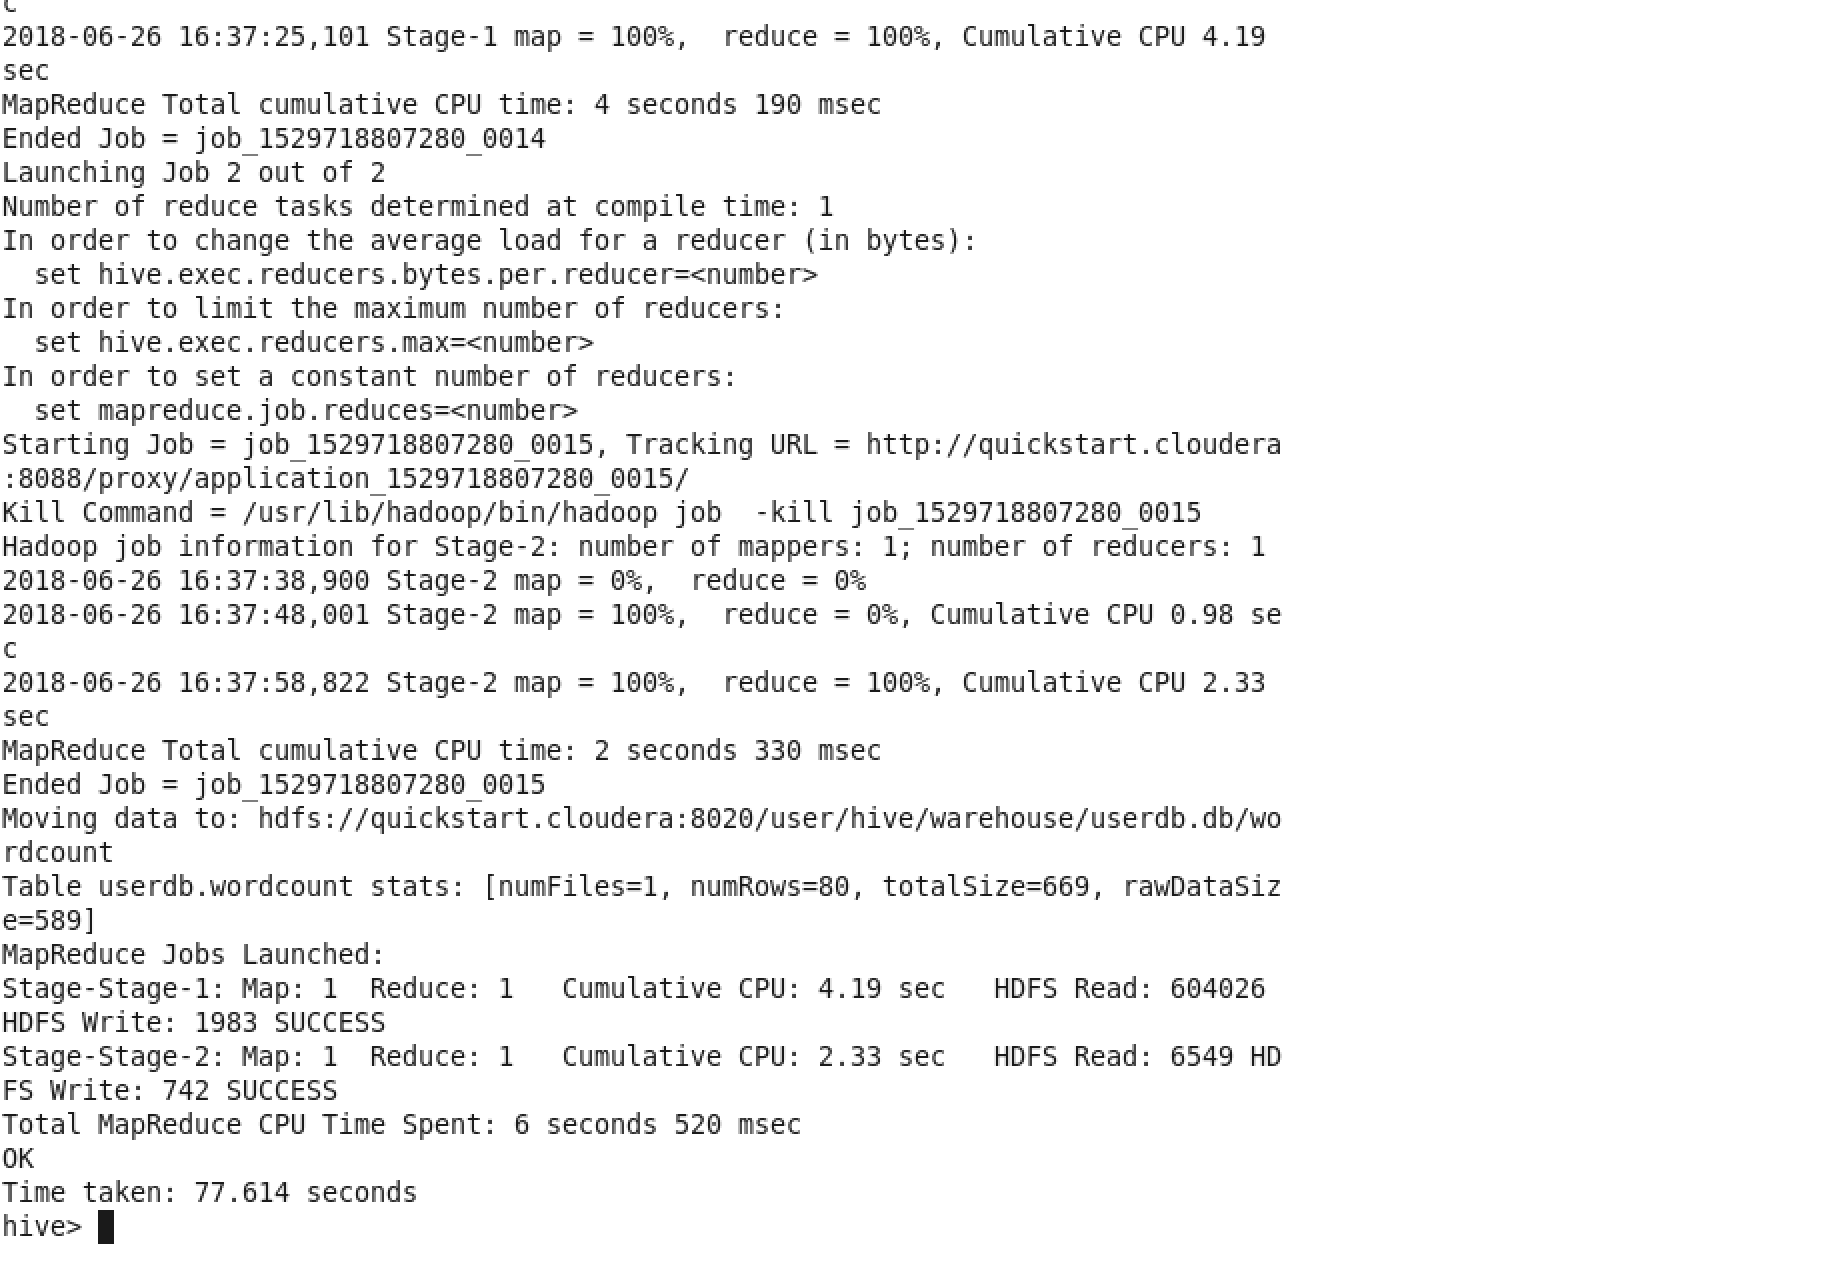 c
2018-06-26 16:37:25,101 Stage-1 map = 100%,  reduce = 100%, Cumulative CPU 4.19
sec
MapReduce Total cumulative CPU time: 4 seconds 190 msec
Ended Job = job_1529718807280_0014
Launching Job 2 out of 2
Number of reduce tasks determined at compile time: 1
In order to change the average load for a reducer (in bytes):
  set hive.exec.reducers.bytes.per.reducer=<number>
In order to limit the maximum number of reducers:
  set hive.exec.reducers.max=<number>
In order to set a constant number of reducers:
  set mapreduce.job.reduces=<number>
Starting Job = job_1529718807280_0015, Tracking URL = http://quickstart.cloudera
:8088/proxy/application_1529718807280_0015/
Kill Command = /usr/lib/hadoop/bin/hadoop job  -kill job_1529718807280_0015
Hadoop job information for Stage-2: number of mappers: 1; number of reducers: 1
2018-06-26 16:37:38,900 Stage-2 map = 0%,  reduce = 0%
2018-06-26 16:37:48,001 Stage-2 map = 100%,  reduce = 0%, Cumulative CPU 0.98 se
c
2018-06-26 16:37:58,822 Stage-2 map = 100%,  reduce = 100%, Cumulative CPU 2.33
sec
MapReduce Total cumulative CPU time: 2 seconds 330 msec
Ended Job = job_1529718807280_0015
Moving data to: hdfs://quickstart.cloudera:8020/user/hive/warehouse/userdb.db/wo
rdcount
Table userdb.wordcount stats: [numFiles=1, numRows=80, totalSize=669, rawDataSiz
e=589]
MapReduce Jobs Launched:
Stage-Stage-1: Map: 1  Reduce: 1   Cumulative CPU: 4.19 sec   HDFS Read: 604026
HDFS Write: 1983 SUCCESS
Stage-Stage-2: Map: 1  Reduce: 1   Cumulative CPU: 2.33 sec   HDFS Read: 6549 HD
FS Write: 742 SUCCESS
Total MapReduce CPU Time Spent: 6 seconds 520 msec
OK
Time taken: 77.614 seconds
hive>